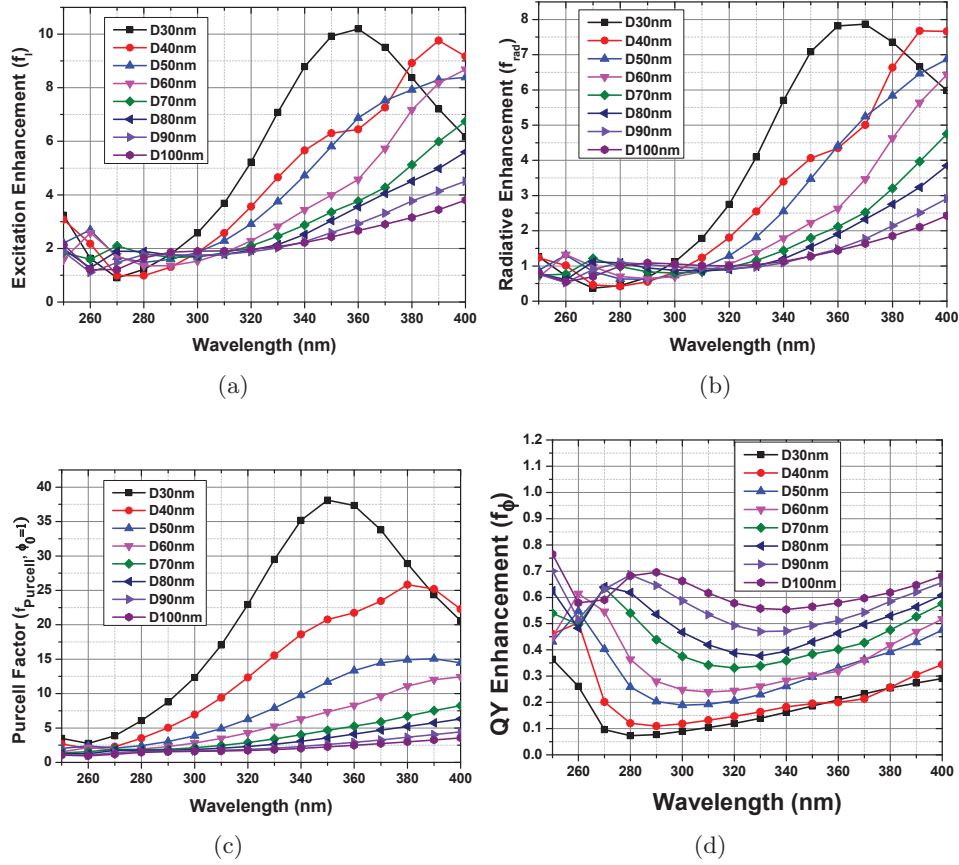 Excitation Enhancement (fI)
10
8
6
4
2
0
D30nm
D40nm
D50nm
D60nm
D70nm
D80nm
D90nm
D100nm
260 280 300 320 340 360 380 400
Wavelength (nm)
(a)
Radiative Enhancement (frad)
8
7
6
5
4
3
2
1
0
D30nm
D40nm
D50nm
D60nm
D70nm
D80nm
D90nm
D100nm
260 280 300 320 340 360 380 400
Wavelength (nm)
(b)
Purcell Factor (fPurcell, ϕ0=1)
40
35
30
25
20
15
10
5
0
D30nm
D40nm
D50nm
D60nm
D70nm
D80nm
D90nm
D100nm
260 280 300 320 340 360 380 400
Wavelength (nm)
(c)
QY Enhancement (fϕ)
1.2
1.1
1.0
0.9
0.8
0.7
0.6
0.5
0.4
0.3
0.2
0.1
0.0
D30nm
D40nm
D50nm
D60nm
D70nm
D80nm
D90nm
D100nm
260 280 300 320 340 360 380 400
Wavelength (nm)
(d)